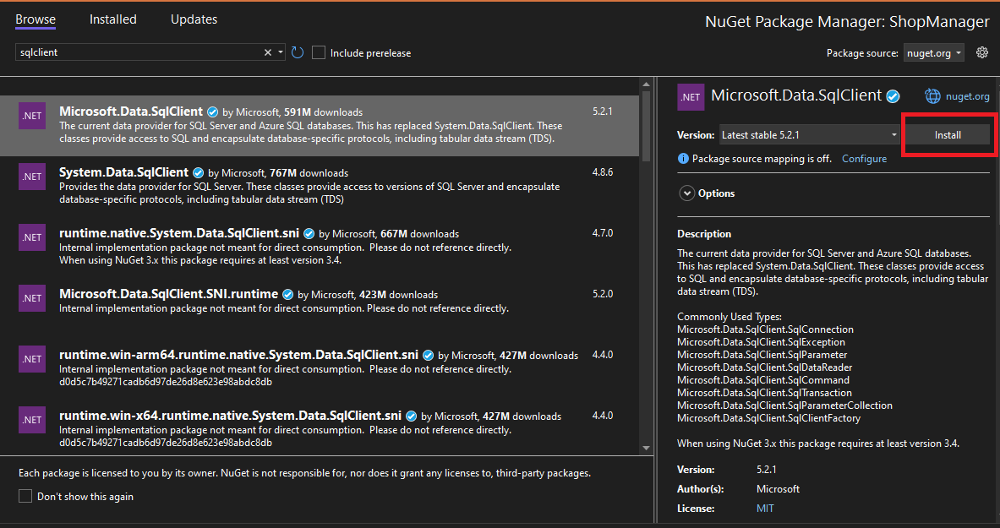 Browse
Installed
Updates
NuGet Package Manager: ShopManager
sqlclient
Include prerelease
Package source:
nuget.org
.NET
Microsoft.Data.SqlClient by Microsoft, 591M downloads
5.2.1
The current data provider for SQL Server and Azure SQL databases. This has replaced System.Data.SqlClient. These
classes provide access to SQL and encapsulate database-specific protocols, including tabular data stream (TDS).
.NET
System.Data.SqlClient by Microsoft, 767M downloads
4.8.6
Provides the data provider for SQL Server. These classes provide access to versions of SQL Server and encapsulate
database-specific protocols, including tabular data stream (TDS)
.NET
runtime.native.System.Data.SqlClient.sni by Microsoft, 667M downloads
4.7.0
Internal implementation package not meant for direct consumption.  Please do not reference directly.
When using NuGet 3.x this package requires at least version 3.4.
.NET
Microsoft.Data.SqlClient.SNI.runtime by Microsoft, 423M downloads
5.2.0
Internal implementation package not meant for direct consumption. Please do not reference directly.
.NET
runtime.win-arm64.runtime.native.System.Data.SqlClient.sni by Microsoft, 427M downloads
4.4.0
Internal implementation package not meant for direct consumption.  Please do not reference directly.
d0d5c7b49271cadb6d97de26d8e623e98abdc8db
.NET
runtime.win-x64.runtime.native.System.Data.SqlClient.sni by Microsoft, 427M downloads
4.4.0
Internal implementation package not meant for direct consumption.  Please do not reference directly.
d0d5c7b49271cadb6d97de26d8e623e98abdc8db
Each package is licensed to you by its owner. NuGet is not responsible for, nor does it grant any licenses to, third-party packages.
Don't show this again
.NET
Microsoft.Data.SqlClient
nuget.org
Version:
Latest stable 5.2.1
Install
Package source mapping is off. Configure
Options
Description
The current data provider for SQL Server and Azure SQL databases.
This has replaced System.Data.SqlClient. These classes provide access
to SQL and encapsulate database-specific protocols, including tabular
data stream (TDS).
Commonly Used Types:
Microsoft.Data.SqlClient.SqlConnection
Microsoft.Data.SqlClient.SqlException
Microsoft.Data.SqlClient.SqlParameter
Microsoft.Data.SqlClient.SqlDataReader
Microsoft.Data.SqlClient.SqlCommand
Microsoft.Data.SqlClient.SqlTransaction
Microsoft.Data.SqlClient.SqlParameterCollection
Microsoft.Data.SqlClient.SqlClientFactory
When using NuGet 3.x this package requires at least version 3.4.
Version: 5.2.1
Author(s): Microsoft
License: MIT